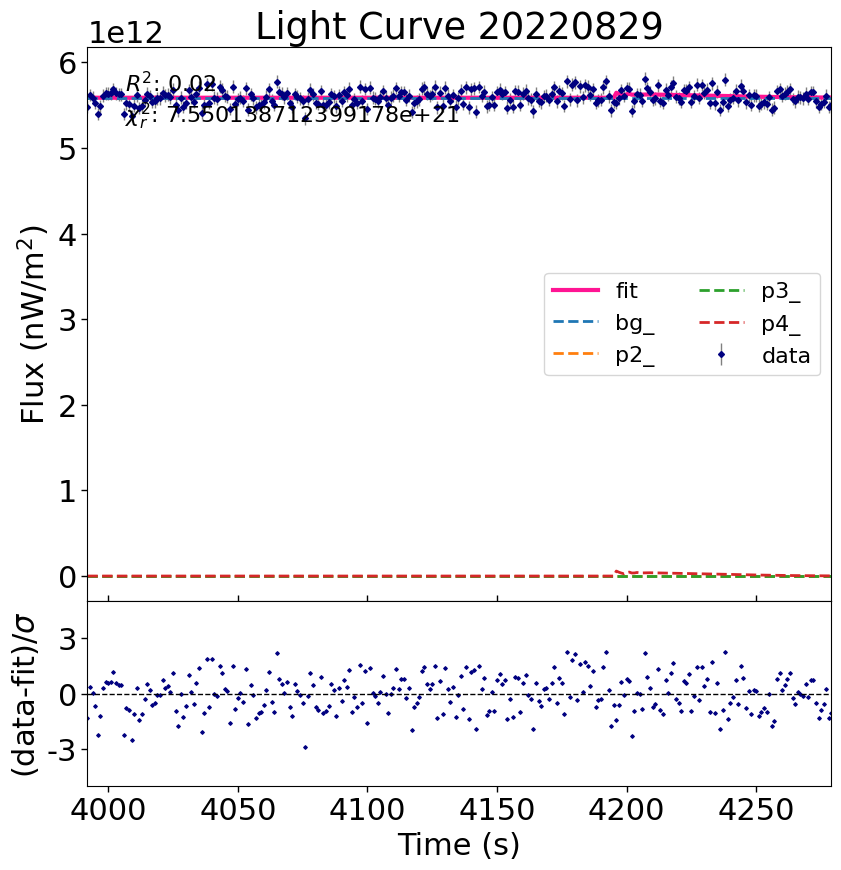 Light Curve 20220829
1e12
R²: 0.02
χ²ᵣ: 7.550138712399178e+21
6
5
4
3
2
1
0
Flux (nW/m²)
fit
bg_
p2_
p3_
p4_
data
3
0
-3
(data-fit)/σ
4000 4050 4100 4150 4200 4250
Time (s)